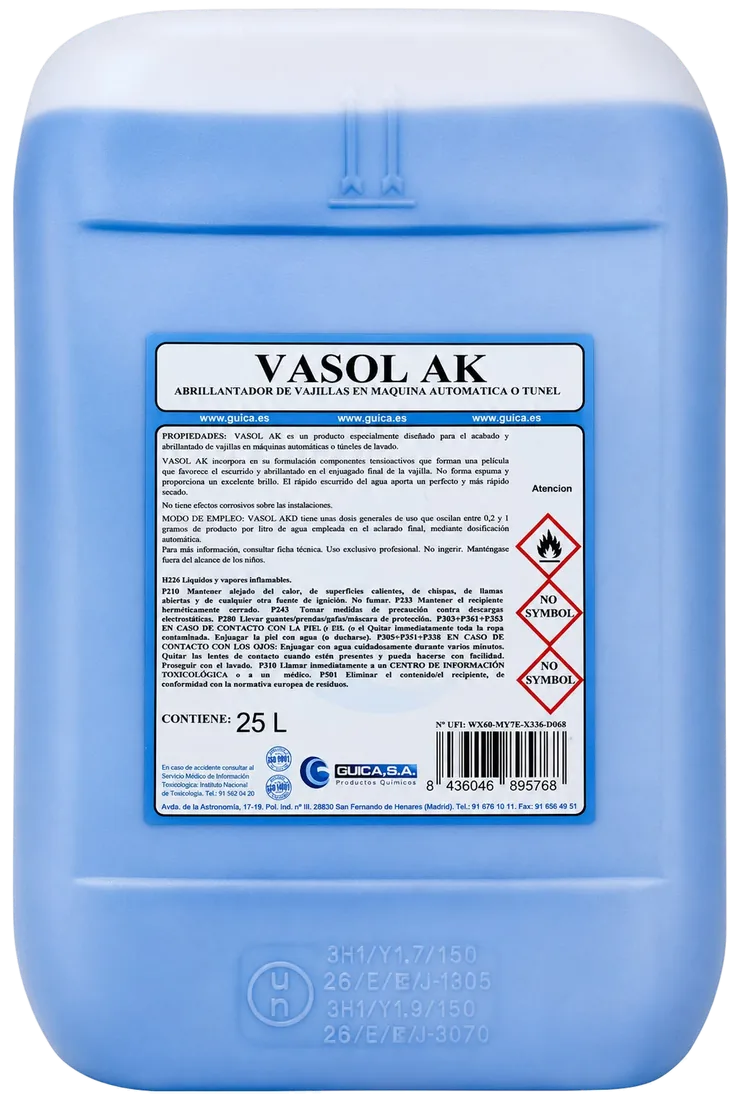 VASOL AK
ABRILLANTADOR DE VAJILLAS EN MAQUINA AUTOMATICA O TUNEL
www.guica.es www.guica.es www.guica.es
PROPIEDADES: VASOL AK es un producto especialmente diseñado para el acabado y
abrillantado de vajillas en máquinas automáticas o túneles de lavado.
VASOL AK incorpora en su formulación componentes tensioactivos que forman una película
que favorece el escurrido y abrillantado en el enjuagado final de la vajilla. No forma espuma y
proporciona un excelente brillo. El rápido escurrido del agua aporta un perfecto y más rápido
secado.
No tiene efectos corrosivos sobre las instalaciones.
MODO DE EMPLEO: VASOL AKD tiene unas dosis generales de uso que oscilan entre 0,2 y 1
gramos de producto por litro de agua empleada en el aclarado final, mediante dosificación
automática.
Para más información, consultar ficha técnica. Uso exclusivo profesional. No ingerir. Manténgase
fuera del alcance de los niños.
H226 Líquidos y vapores inflamables.
P210 Mantener alejado del calor, de superficies calientes, de chispas, de llamas
abiertas y de cualquier otra fuente de ignición. No fumar. P233 Mantener el recipiente
herméticamente cerrado. P243 Tomar medidas de precaución contra descargas
electrostáticas. P280 Llevar guantes/prendas/gafas/máscara de protección. P303+P361+P353
EN CASO DE CONTACTO CON LA PIEL (o el Quitar inmediatamente toda la ropa
contaminada. Enjuagar la piel con agua (o ducharse). P305+P351+P338 EN CASO DE
CONTACTO CON LOS OJOS: Enjuagar con agua cuidadosamente durante varios minutos.
Quitar las lentes de contacto cuando estén presentes y pueda hacerse con facilidad.
Proseguir con el lavado. P310 Llamar inmediatamente a un CENTRO DE INFORMACIÓN
TOXICOLÓGICA o a un médico. P501 Eliminar el contenido/el recipiente, de
conformidad con la normativa europea de residuos.
Atencion
NO
SYMBOL
NO
SYMBOL
CONTIENE: 25 L
Nº UFI: WX60-MY7E-X336-D068
En caso de accidente consultar al
Servicio Médico de Información
Toxicologica: Instituto Nacional
de Toxicología. Tel.: 91 562 04 20
ISO 9001
ISO 14001
GUICA, S.A.
Productos Químicos
8 436046 895768
Avda. de la Astronomía, 17-19. Pol. Ind. nº III. 28830 San Fernando de Henares (Madrid). Tel.: 91 676 10 11. Fax: 91 656 49 51
un
3H1/Y1.7/150
26/E/E/J-1305
3H1/Y1.9/150
26/E/E/J-3070